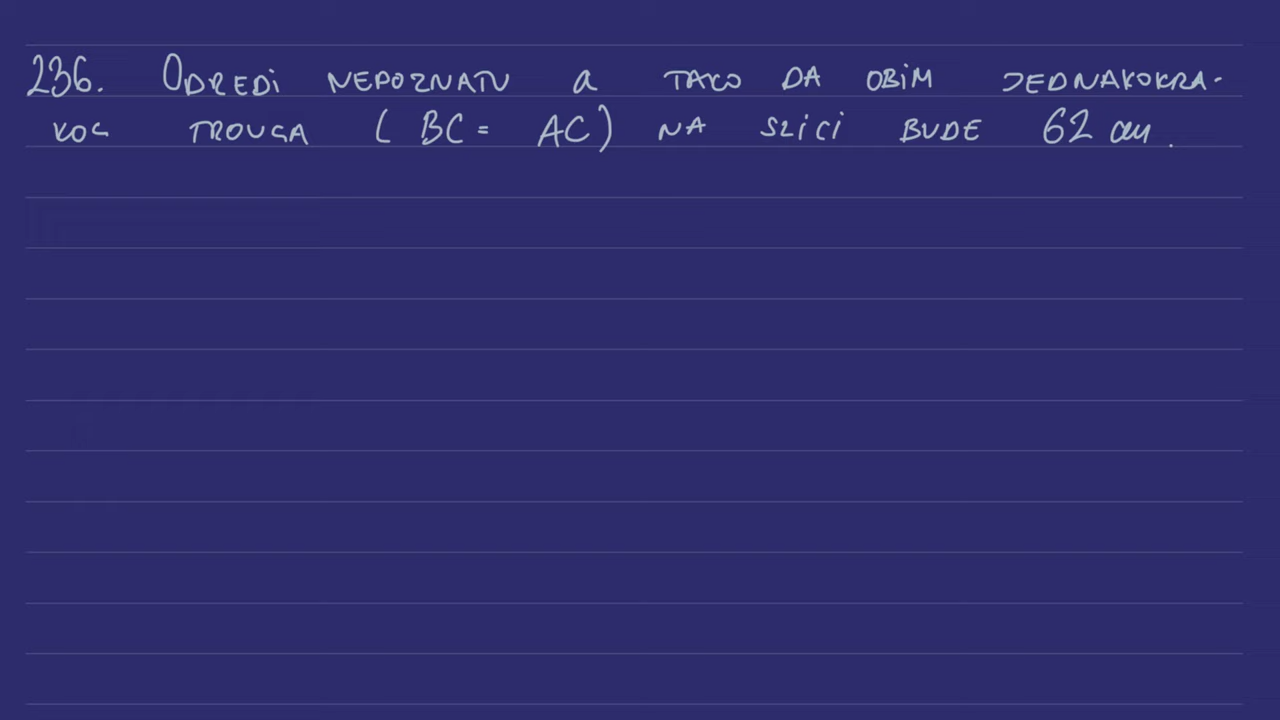 236. ODREDI NEPOZNATU a TAKO DA OBIM JEDNAKOKRA-
KOG TROUGA ( BC = AC) NA SLICI BUDE 62 cm.